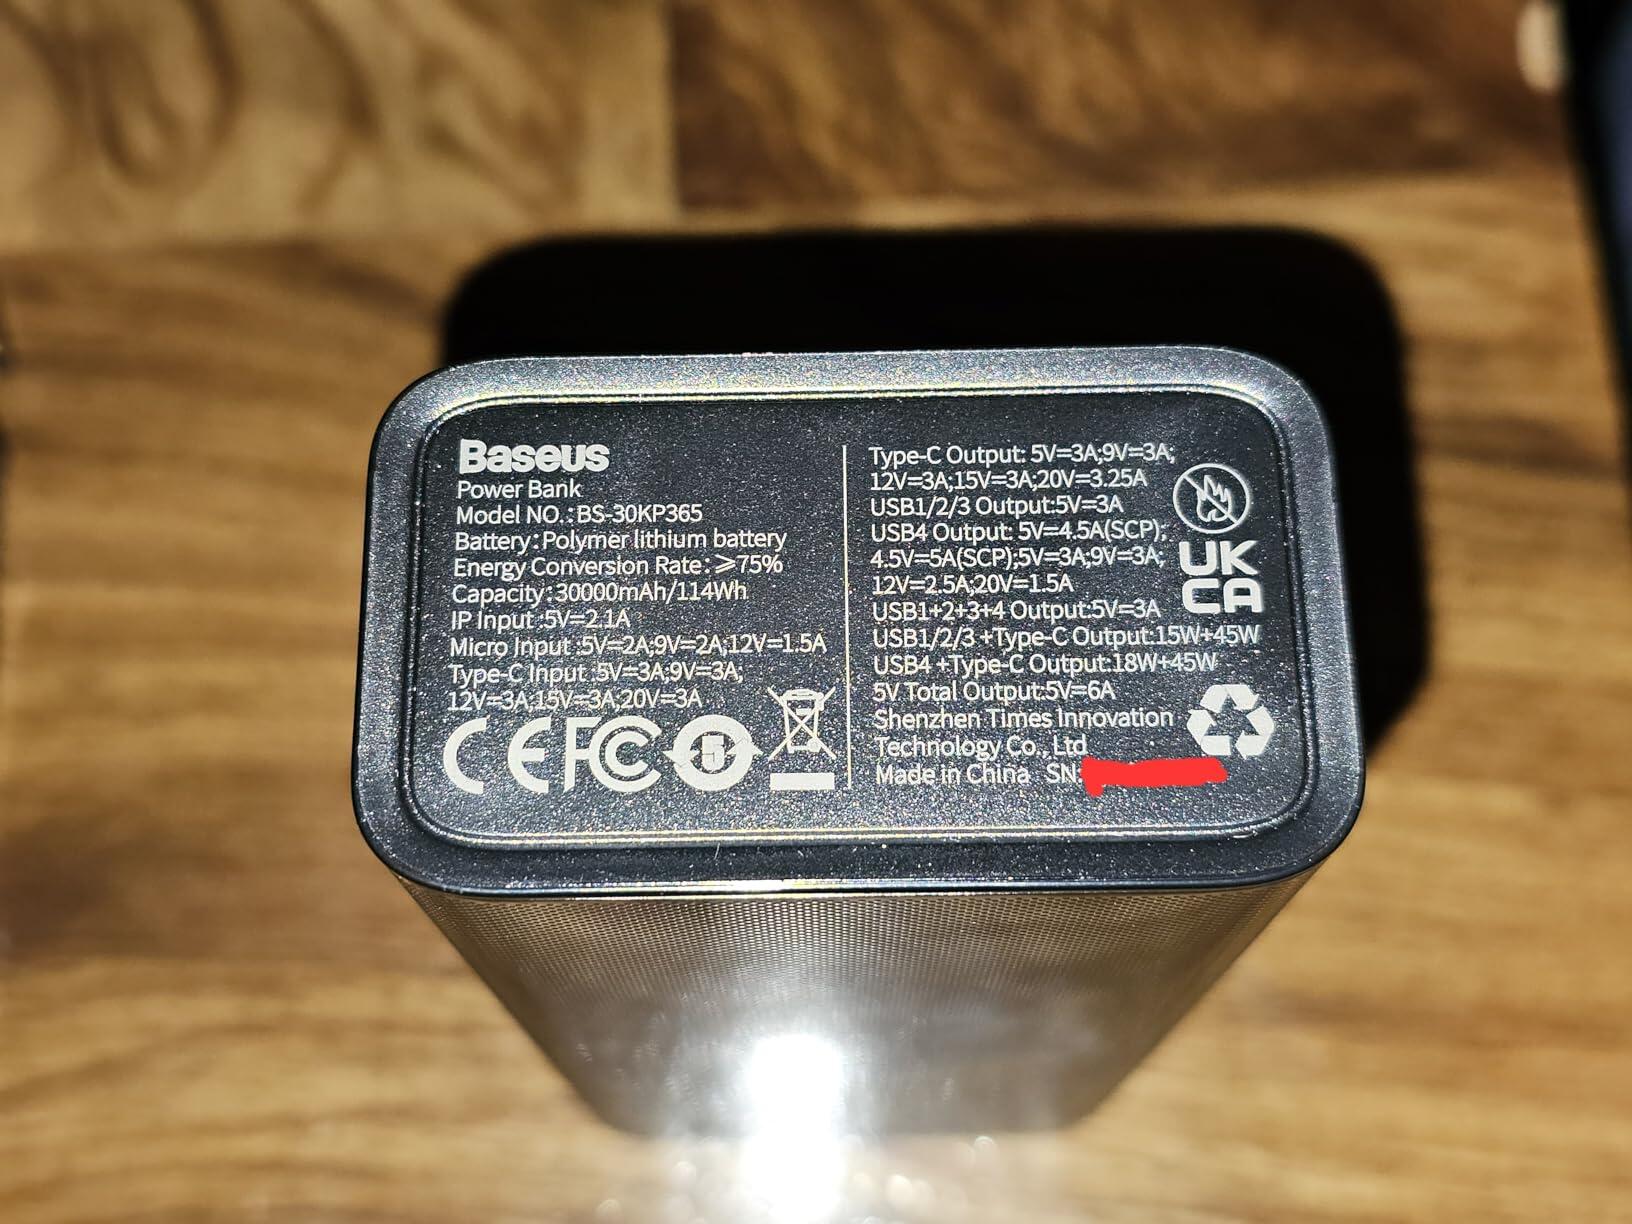 Baseus
Power Bank
Model NO.:BS-30KP365
Battery:Polymer lithium battery
Energy Conversion Rate:≥75%
Capacity:30000mAh/114Wh
IP Input :5V=2.1A
Micro Input :5V=2A;9V=2A;12V=1.5A
Type-C Input :5V=3A;9V=3A;
12V=3A;15V=3A;20V=3A
CE FC 5
Type-C Output: 5V=3A;9V=3A;
12V=3A;15V=3A;20V=3.25A
USB1/2/3 Output:5V=3A
USB4 Output: 5V=4.5A(SCP);
4.5V=5A(SCP);5V=3A;9V=3A;
12V=2.5A;20V=1.5A
USB1+2+3+4 Output:5V=3A
USB1/2/3 +Type-C Output:15W+45W
USB4 +Type-C Output:18W+45W
5V Total Output:5V=6A
Shenzhen Times Innovation
Technology Co., Ltd
Made in China SN:
UK
CA